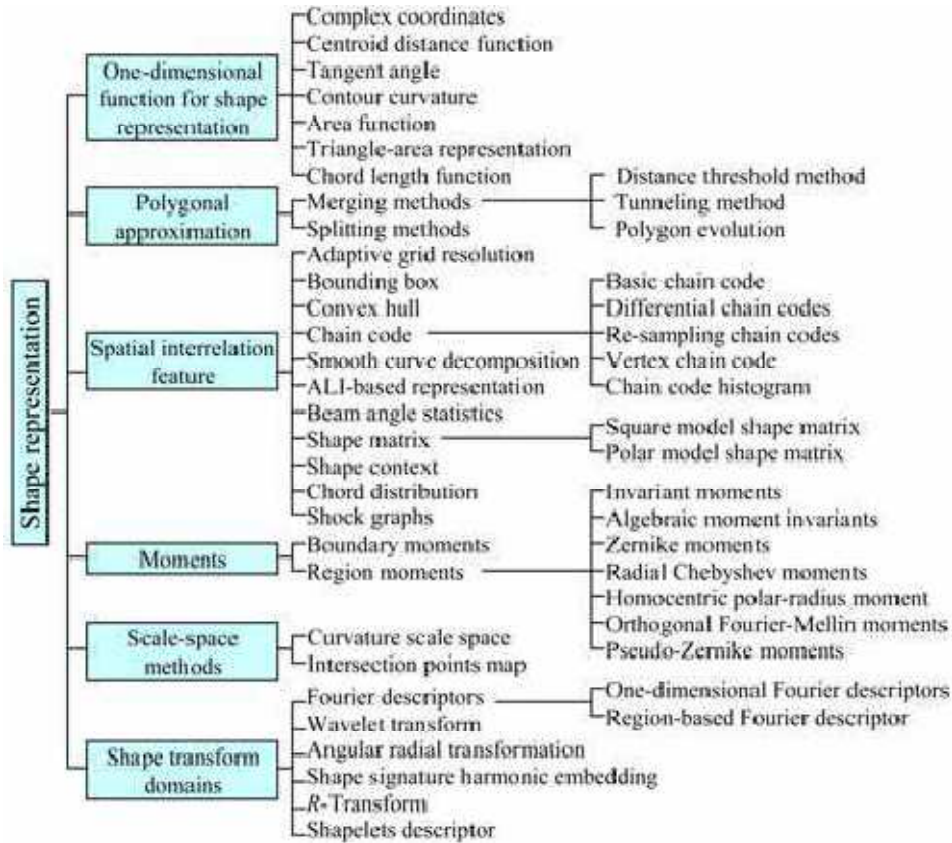 Shape representation
One-dimensional
function for shape
representation
Complex coordinates
Centroid distance function
Tangent angle
Contour curvature
Area function
Triangle-area representation
Chord length function
Polygonal
approximation
Merging methods
Splitting methods
Distance threshold method
Tunneling method
Polygon evolution
Spatial interrelation
feature
Adaptive grid resolution
Bounding box
Convex hull
Chain code
Smooth curve decomposition
ALI-based representation
Beam angle statistics
Shape matrix
Shape context
Chord distribution
Shock graphs
Basic chain code
Differential chain codes
Re-sampling chain codes
Vertex chain code
Chain code histogram
Square model shape matrix
Polar model shape matrix
Moments
Boundary moments
Region moments
Invariant moments
Algebraic moment invariants
Zernike moments
Radial Chebyshev moments
Homocentric polar-radius moment
Orthogonal Fourier-Mellin moments
Pseudo-Zernike moments
Scale-space
methods
Curvature scale space
Intersection points map
Shape transform
domains
Fourier descriptors
Wavelet transform
Angular radial transformation
Shape signature harmonic embedding
R-Transform
Shapelets descriptor
One-dimensional Fourier descriptors
Region-based Fourier descriptor